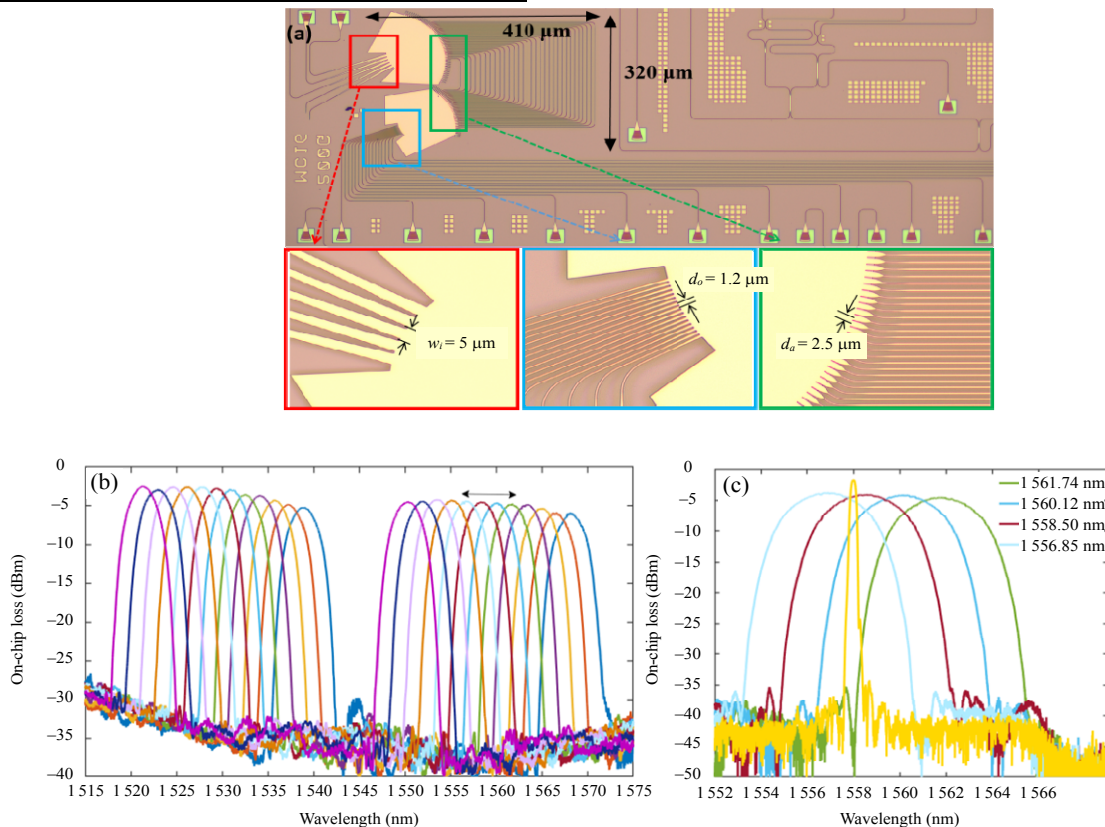 (a)
410 µm
320 µm
WCIG
500G
wi = 5 µm
do = 1.2 µm
da = 2.5 µm
(b)
0
−5
−10
−15
−20
−25
−30
−35
−40
On-chip loss (dBm)
1 515 1 520 1 525 1 530 1 535 1 540 1 545 1 550 1 555 1 560 1 565 1 570 1 575
Wavelength (nm)
(c)
0
−5
−10
−15
−20
−25
−30
−35
−40
−45
−50
On-chip loss (dBm)
1 561.74 nm
1 560.12 nm
1 558.50 nm
1 556.85 nm
1 552 1 554 1 556 1 558 1 560 1 562 1 564 1 566
Wavelength (nm)